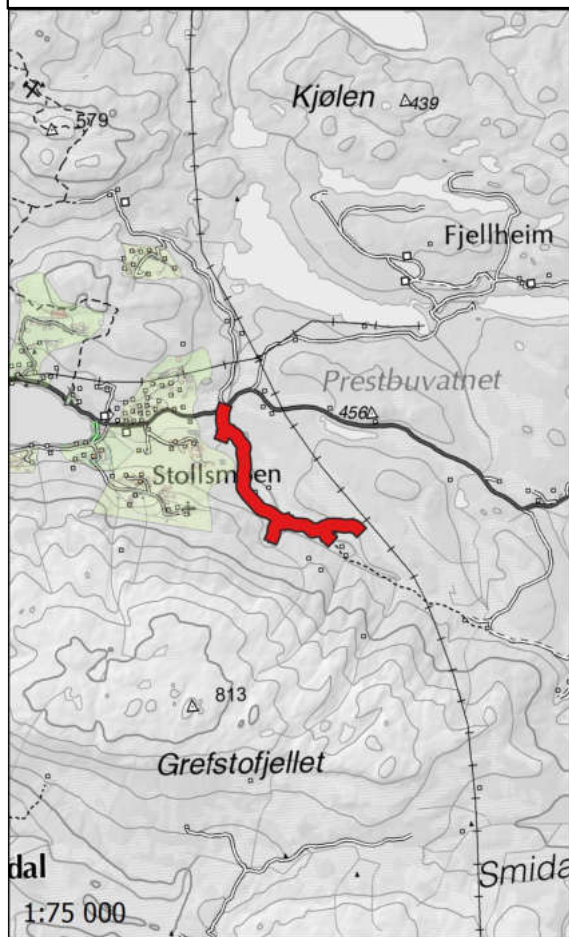 Kjølen
439
579
Fjellheim
Prestbuvatnet
456
Stollsmoen
813
Grefstofjellet
dal
Smida
1:75 000